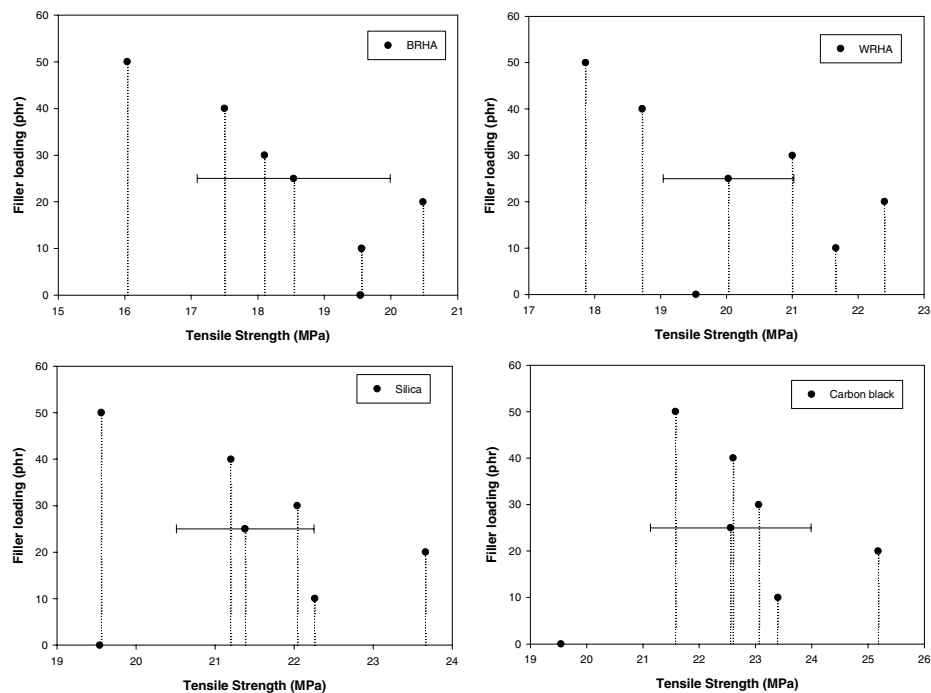 60
50
40
30
20
10
0
Filler loading (phr)
BRHA
15 16 17 18 19 20 21
Tensile Strength (MPa)
60
50
40
30
20
10
0
Filler loading (phr)
WRHA
17 18 19 20 21 22 23
Tensile Strength (MPa)
60
50
40
30
20
10
0
Filler loading (phr)
Silica
19 20 21 22 23 24
Tensile Strength (MPa)
60
50
40
30
20
10
0
Filler loading (phr)
Carbon black
19 20 21 22 23 24 25 26
Tensile Strength (MPa)